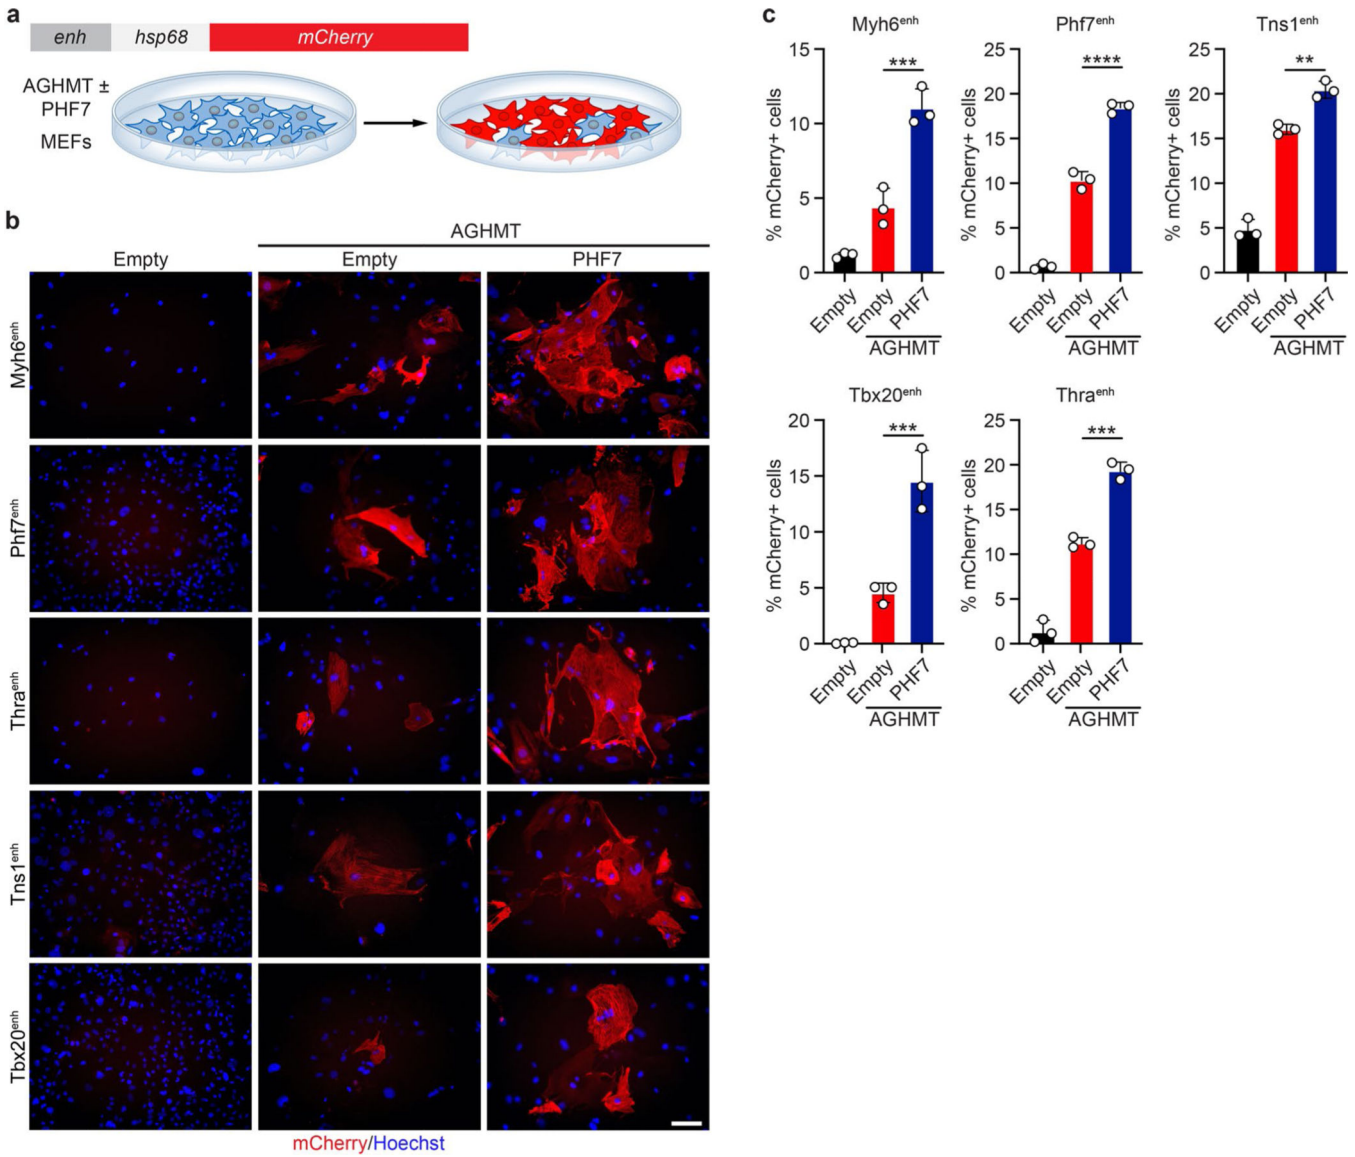 a
enh hsp68 mCherry
AGHMT ±
PHF7
MEFs
b
AGHMT
Empty Empty PHF7
Myh6enh
Phf7enh
Thraenh
Tns1enh
Tbx20enh
mCherry/Hoechst
c
Myh6enh
% mCherry+ cells
15
***
10
5
0
Empty
Empty
PHF7
AGHMT
Phf7enh
% mCherry+ cells
25
****
20
15
10
5
0
Empty
Empty
PHF7
AGHMT
Tns1enh
% mCherry+ cells
25
**
20
15
10
5
0
Empty
Empty
PHF7
AGHMT
Tbx20enh
% mCherry+ cells
20
***
15
10
5
0
Empty
Empty
PHF7
AGHMT
Thraenh
% mCherry+ cells
25
***
20
15
10
5
0
Empty
Empty
PHF7
AGHMT